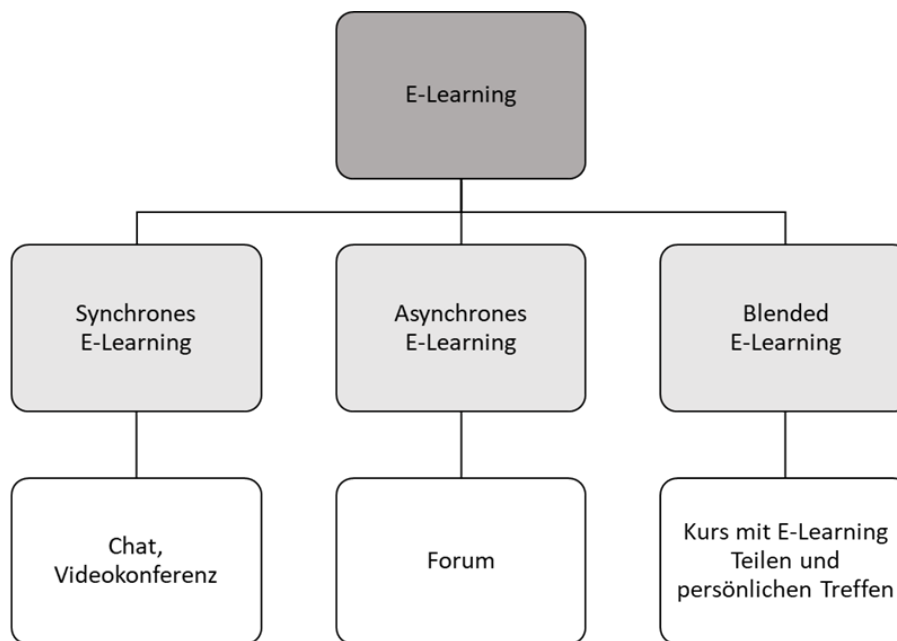 E-Learning
Synchrones
E-Learning
Asynchrones
E-Learning
Blended
E-Learning
Chat,
Videokonferenz
Forum
Kurs mit E-Learning
Teilen und
persönlichen Treffen